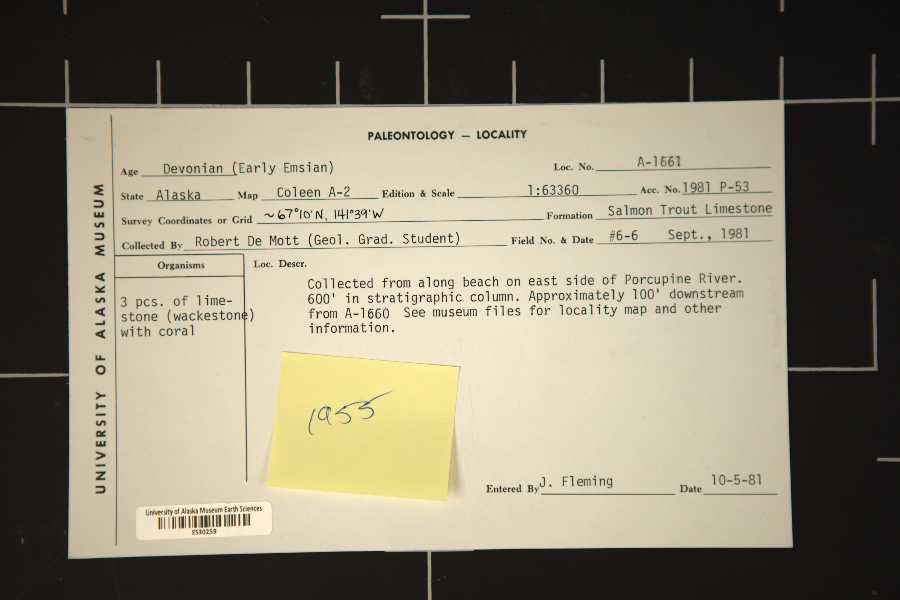 PALEONTOLOGY — LOCALITY
Age Devonian (Early Emsian) Loc. No. A-1661
State Alaska Map Coleen A-2 Edition & Scale 1:63360 Acc. No. 1981 P-53
Survey Coordinates or Grid ~67°10'N, 141°39'W Formation Salmon Trout Limestone
Collected By Robert De Mott (Geol. Grad. Student) Field No. & Date #6-6 Sept., 1981
Organisms
3 pcs. of lime-
stone (wackestone)
with coral
Loc. Descr.
Collected from along beach on east side of Porcupine River.
600' in stratigraphic column. Approximately 100' downstream
from A-1660 See museum files for locality map and other
information.
1955
Entered By J. Fleming Date 10-5-81
UNIVERSITY OF ALASKA MUSEUM
University of Alaska Museum Earth Sciences
ES30259